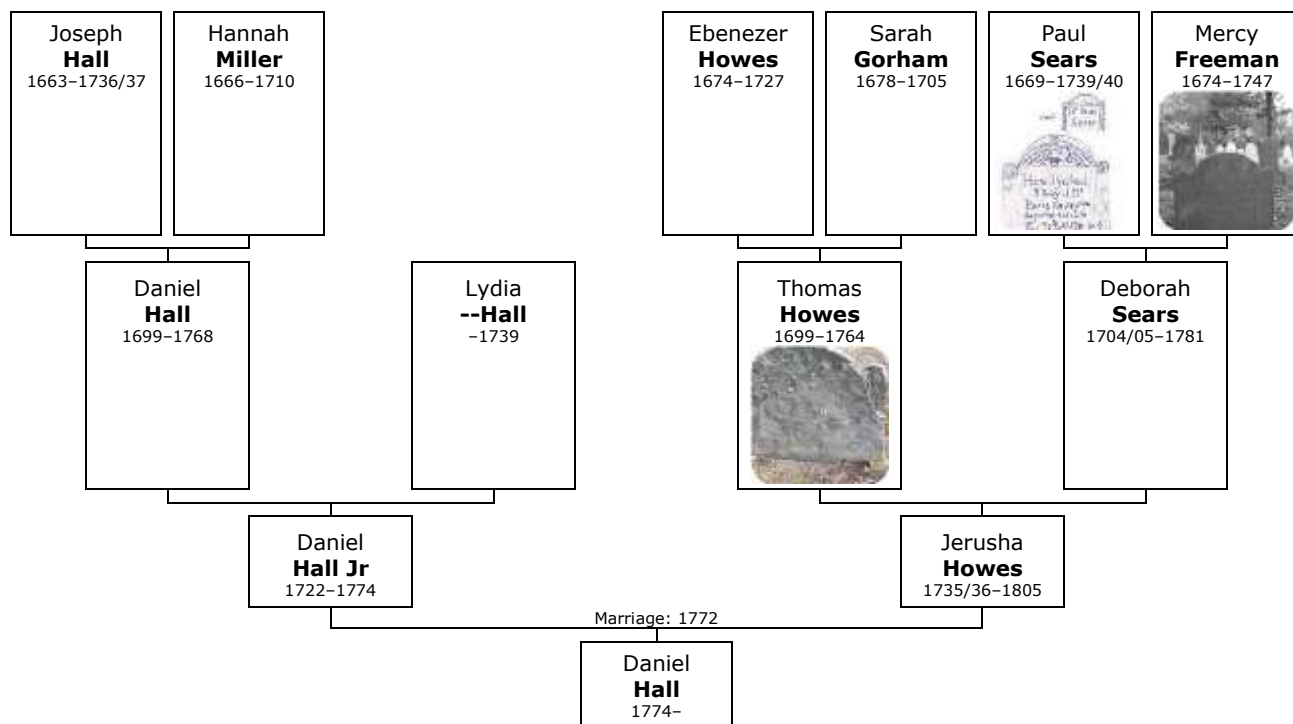 Joseph
Hall
1663–1736/37
Hannah
Miller
1666–1710
Ebenezer
Howes
1674–1727
Sarah
Gorham
1678–1705
Paul
Sears
1669–1739/40
Mercy
Freeman
1674–1747
Daniel
Hall
1699–1768
Lydia
--Hall
–1739
Thomas
Howes
1699–1764
Deborah
Sears
1704/05–1781
Daniel
Hall Jr
1722–1774
Jerusha
Howes
1735/36–1805
Marriage: 1772
Daniel
Hall
1774–